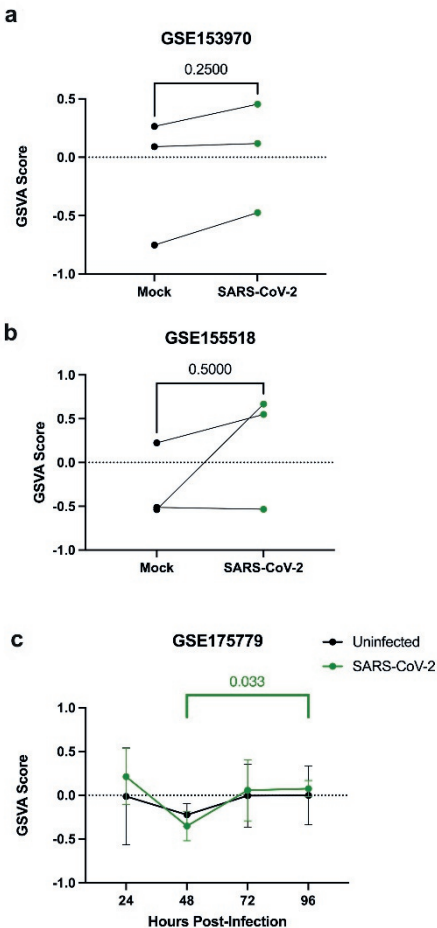 a
GSE153970
0.2500
0.5
0.0
-0.5
-1.0
GSVA Score
Mock SARS-CoV-2
b
GSE155518
0.5000
1.0
0.5
0.0
-0.5
-1.0
GSVA Score
Mock SARS-CoV-2
c
GSE175779
Uninfected
SARS-CoV-2
0.033
1.0
0.5
0.0
-0.5
-1.0
GSVA Score
24 48 72 96
Hours Post-Infection